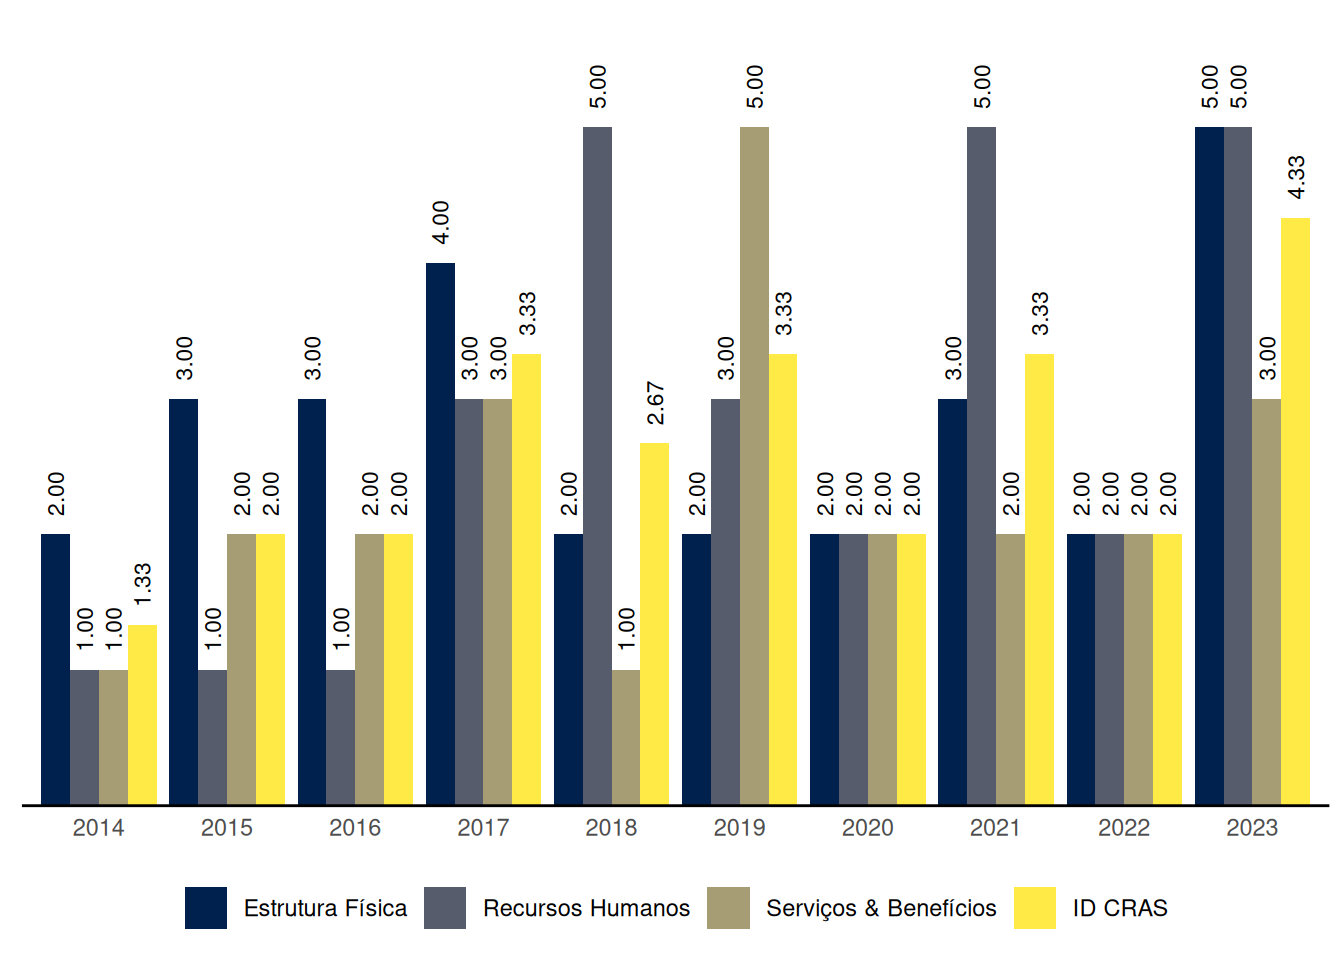 5.00 5.00 5.00 5.00 5.00
4.33
4.00
3.33 3.33 3.33
3.00 3.00 3.00 3.00 3.00 3.00 3.00
2.67
2.00 2.00 2.00 2.00 2.00 2.00 2.00 2.00 2.00 2.00 2.00 2.00 2.00 2.00 2.00 2.00
1.33
1.00 1.00 1.00 1.00 1.00
2014 2015 2016 2017 2018 2019 2020 2021 2022 2023
Estrutura Física Recursos Humanos Serviços & Benefícios ID CRAS